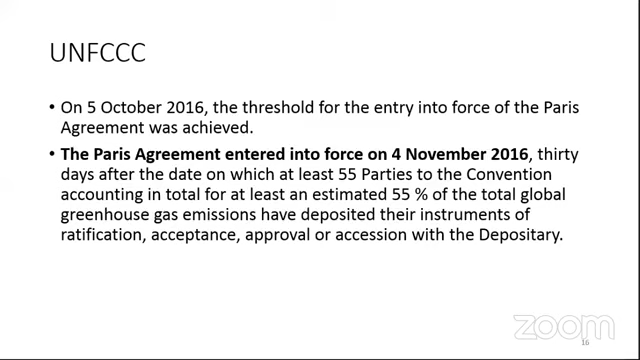 UNFCCC
• On 5 October 2016, the threshold for the entry into force of the Paris
Agreement was achieved.
• The Paris Agreement entered into force on 4 November 2016, thirty
days after the date on which at least 55 Parties to the Convention
accounting in total for at least an estimated 55 % of the total global
greenhouse gas emissions have deposited their instruments of
ratification, acceptance, approval or accession with the Depositary.
zoom
16